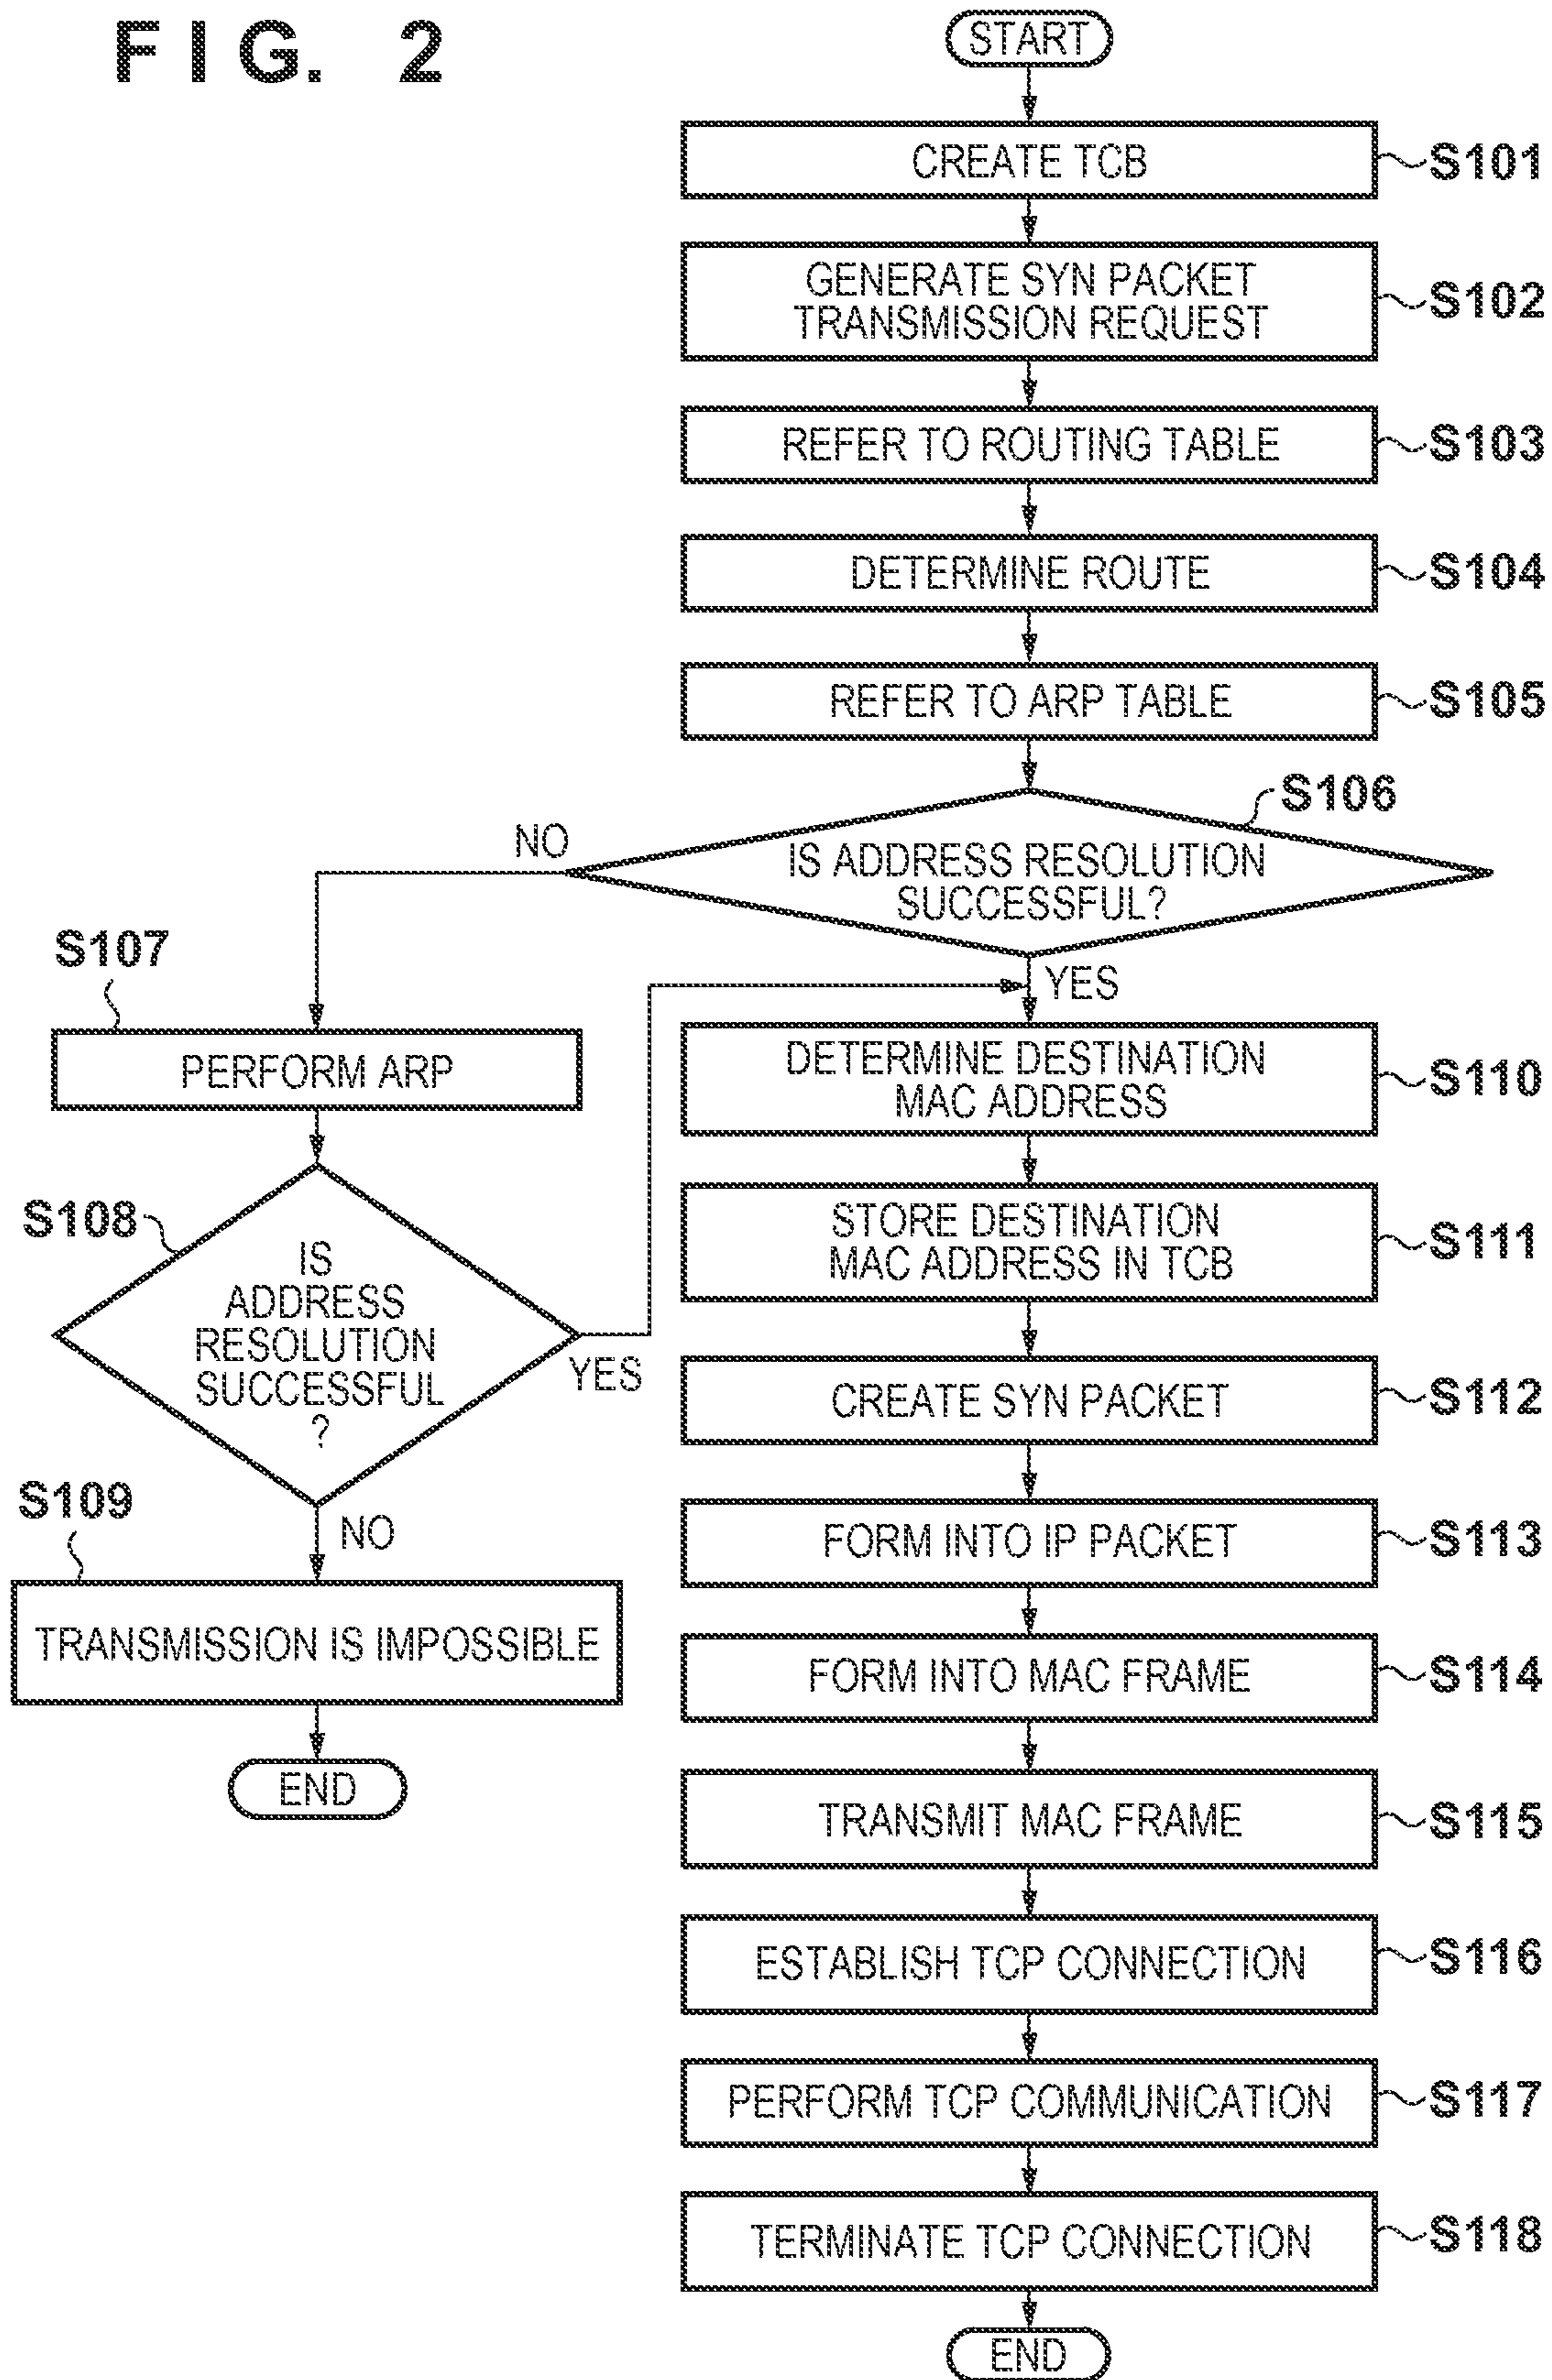 FIG. 2
START
CREATE TCB
S101
GENERATE SYN PACKET
TRANSMISSION REQUEST
S102
REFER TO ROUTING TABLE
S103
DETERMINE ROUTE
S104
REFER TO ARP TABLE
S105
S106
NO
IS ADDRESS RESOLUTION
SUCCESSFUL?
YES
S107
PERFORM ARP
S108
IS
ADDRESS
RESOLUTION
SUCCESSFUL
?
YES
NO
S109
TRANSMISSION IS IMPOSSIBLE
END
DETERMINE DESTINATION
MAC ADDRESS
S110
STORE DESTINATION
MAC ADDRESS IN TCB
S111
CREATE SYN PACKET
S112
FORM INTO IP PACKET
S113
FORM INTO MAC FRAME
S114
TRANSMIT MAC FRAME
S115
ESTABLISH TCP CONNECTION
S116
PERFORM TCP COMMUNICATION
S117
TERMINATE TCP CONNECTION
S118
END